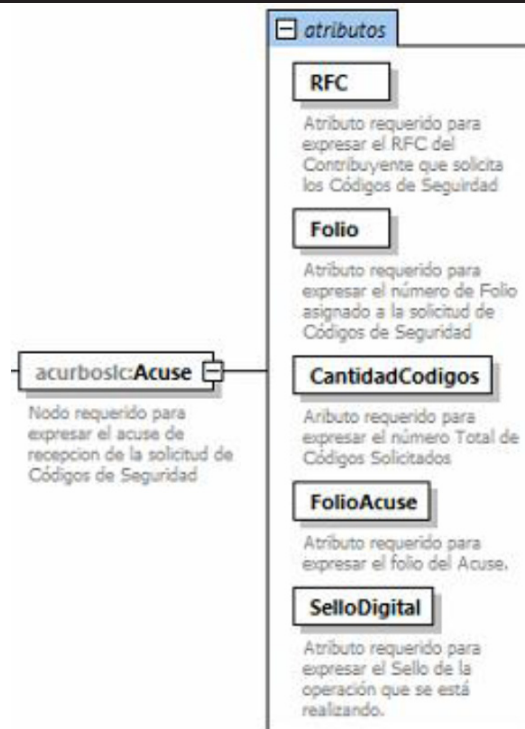 atributos
RFC
Atributo requerido para
expresar el RFC del
Contribuyente que solicita
los Códigos de Seguirdad
Folio
Atributo requerido para
expresar el número de Folio
asignado a la solicitud de
Códigos de Seguridad
acurboslc:Acuse
Nodo requerido para
expresar el acuse de
recepcion de la solicitud de
Códigos de Seguridad
CantidadCodigos
Aributo requerido para
expresar el número Total de
Códigos Solicitados
FolioAcuse
Atributo requerido para
expresar el folio del Acuse.
SelloDigital
Atributo requerido para
expresar el Sello de la
operación que se está
realizando.